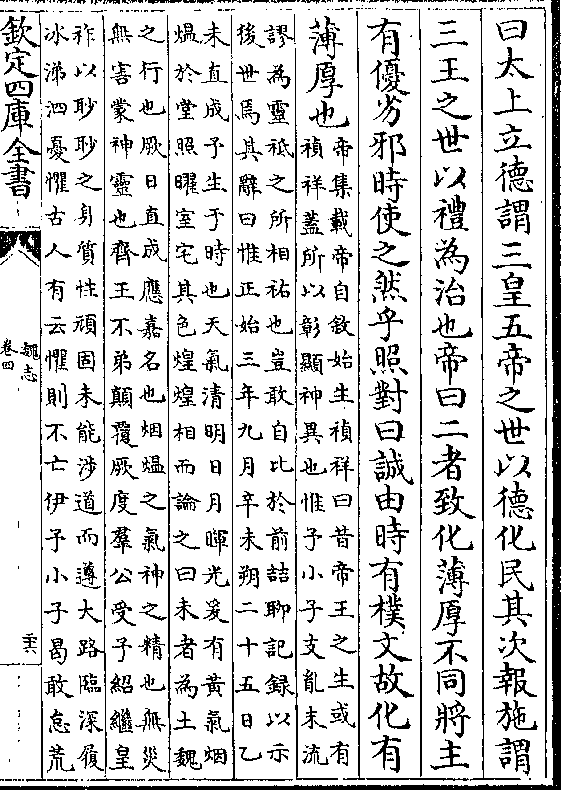 曰太上立德謂三皇五帝之世以德化民其次報施謂
三王之世以禮為治也帝曰二者致化薄厚不同將主
有優劣邪時使之然乎照對曰誠由時有樸文故化有
薄厚也
帝集載帝自敘始生禎祥曰昔帝王之生或有
禎祥蓋所以彰顯神異也惟予小子支胤末流
謬為靈祗之所相祐也豈敢自比於前喆聊記録以示
後世焉其辭曰惟正始三年九月辛未朔二十五日乙
未直成予生于時也天氣清明日月暉光爰有黃氣烟
熅於堂照曜室宅其色煌煌相而論之曰未者為土魏
之行也厥日直成應嘉名也烟熅之氣神之精也無災
無害蒙神靈也齊王不弟顛覆厥度羣公受予紹繼皇
祚以眇眇之身質性頑固未能涉道而遵大路臨深履
冰涕泗憂懼古人有云懼則不亡伊予小子曷敢怠荒
欽定四庫全書
魏志
卷四
二十六